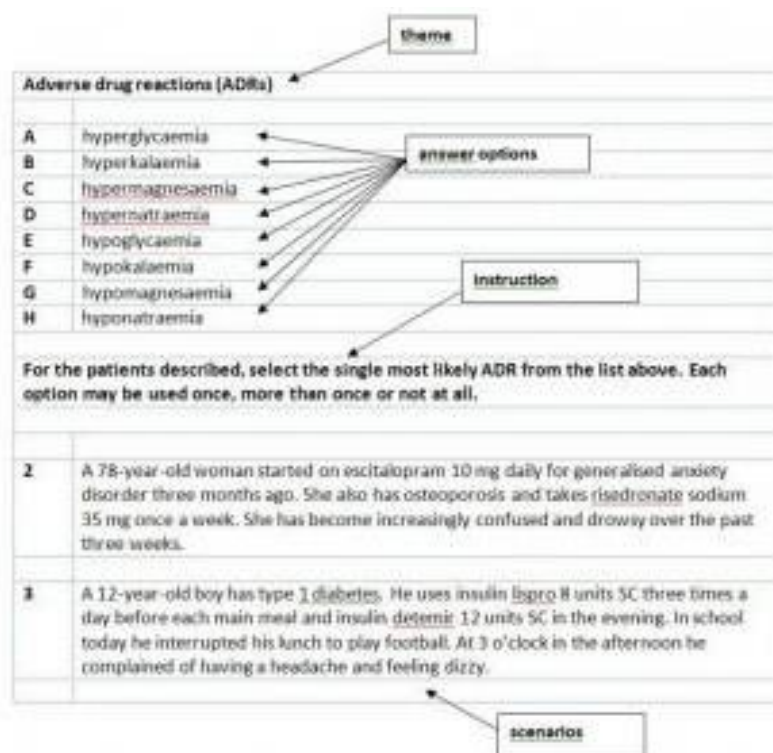 theme
Adverse drug reactions (ADRs)
A hyperglycaemia
answer options
B hyperkalaemia
C hypermagnesaemia
D hypernatraemia
E hypoglycaemia
F hypokalaemia
instruction
G hypomagnesaemia
H hyponatraemia
For the patients described, select the single most likely ADR from the list above. Each
option may be used once, more than once or not at all.
2 A 78-year-old woman started on escitalopram 10 mg daily for generalised anxiety
disorder three months ago. She also has osteoporosis and takes risedronate sodium
35 mg once a week. She has become increasingly confused and drowsy over the past
three weeks.
3 A 12-year-old boy has type 1 diabetes. He uses insulin lispro 8 units SC three times a
day before each main meal and insulin detemir 12 units SC in the evening. In school
today he interrupted his lunch to play football. At 3 o'clock in the afternoon he
complained of having a headache and feeling dizzy.
scenarios